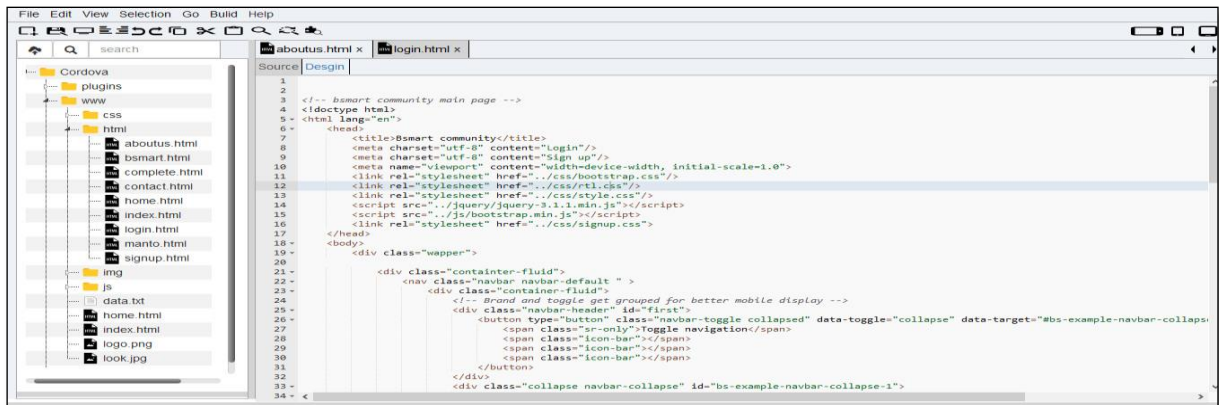 File Edit View Selection Go Bulid Help
search
Cordova
plugins
www
css
html
aboutus.html
bsmart.html
complete.html
contact.html
home.html
index.html
login.html
manto.html
signup.html
img
js
data.txt
home.html
index.html
logo.png
look.jpg
aboutus.html × login.html ×
Source Desgin
1
2
3 <!-- bsmart community main page -->
4 <!doctype html>
5 <html lang="en">
6 <head>
7 <title>Bsmart community</title>
8 <meta charset="utf-8" content="Login"/>
9 <meta charset="utf-8" content="Sign up"/>
10 <meta name="viewport" content="width=device-width, initial-scale=1.0">
11 <link rel="stylesheet" href="../css/bootstrap.css"/>
12 <link rel="stylesheet" href="../css/rtl.css"/>
13 <link rel="stylesheet" href="../css/style.css"/>
14 <script src="../jquery/jquery-3.1.1.min.js"></script>
15 <script src="../js/bootstrap.min.js"></script>
16 <link rel="stylesheet" href="../css/signup.css">
17 </head>
18 <body>
19 <div class="wapper">
20
21 <div class="containter-fluid">
22 <nav class="navbar navbar-default " >
23 <div class="container-fluid">
24 <!-- Brand and toggle get grouped for better mobile display -->
25 <div class="navbar-header" id="first">
26 <button type="button" class="navbar-toggle collapsed" data-toggle="collapse" data-target="#bs-example-navbar-collaps
27 <span class="sr-only">Toggle navigation</span>
28 <span class="icon-bar"></span>
29 <span class="icon-bar"></span>
30 <span class="icon-bar"></span>
31 </button>
32 </div>
33 <div class="collapse navbar-collapse" id="bs-example-navbar-collapse-1">
34